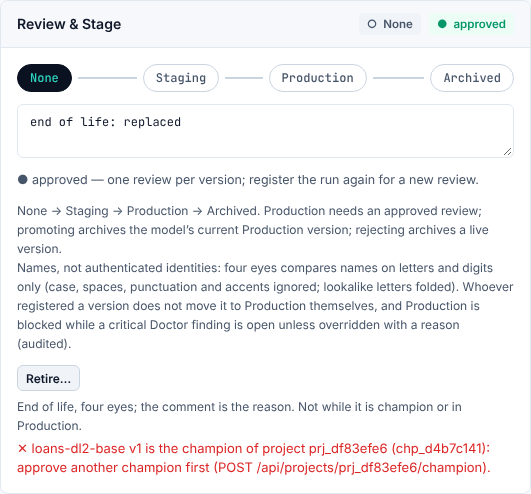 Review & Stage
None
approved
None
Staging
Production
Archived
end of life: replaced
approved — one review per version; register the run again for a new review.
None → Staging → Production → Archived. Production needs an approved review;
promoting archives the model's current Production version; rejecting archives a live
version.
Names, not authenticated identities: four eyes compares names on letters and digits
only (case, spaces, punctuation and accents ignored; lookalike letters folded). Whoever
registered a version does not move it to Production themselves, and Production is
blocked while a critical Doctor finding is open unless overridden with a reason
(audited).
Retire...
End of life, four eyes; the comment is the reason. Not while it is champion or in
Production.
✕ loans-dl2-base v1 is the champion of project prj_df83efe6 (chp_d4b7c141):
approve another champion first (POST /api/projects/prj_df83efe6/champion).